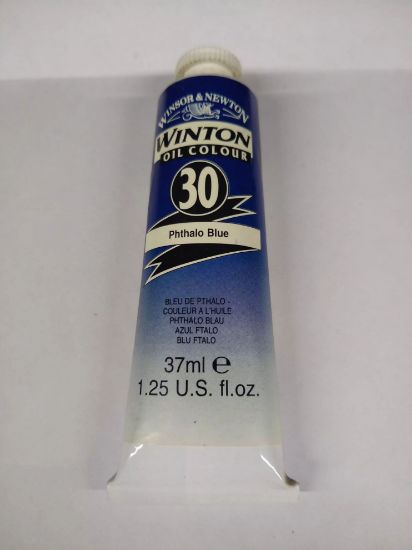 WINSOR & NEWTON
WINTON
OIL COLOUR
30
Phthalo Blue
BLEU DE PTHALO -
COULEUR A L'HUILE
PHTHALO BLAU
AZUL FTALO
BLU FTALO
37ml e
1.25 U.S. fl.oz.